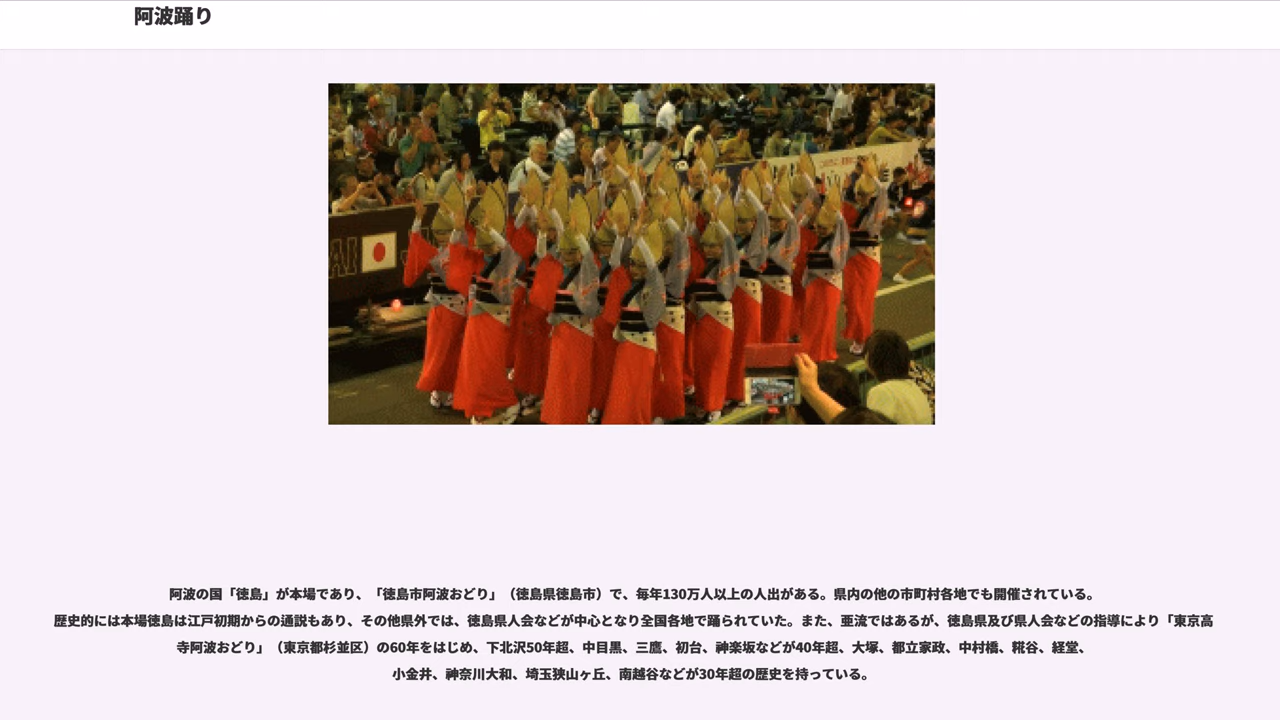 阿波踊り
阿波の国「徳島」が本場であり、「徳島市阿波おどり」（徳島県徳島市）で、毎年130万人以上の人出がある。県内の他の市町村各地でも開催されている。
歴史的には本場徳島は江戸初期からの通説もあり、その他県外では、徳島県人会などが中心となり全国各地で踊られていた。また、亜流ではあるが、徳島県及び県人会などの指導により「東京高
寺阿波おどり」（東京都杉並区）の60年をはじめ、下北沢50年超、中目黒、三鷹、初台、神楽坂などが40年超、大塚、都立家政、中村橋、糀谷、経堂、
小金井、神奈川大和、埼玉狭山ヶ丘、南越谷などが30年超の歴史を持っている。